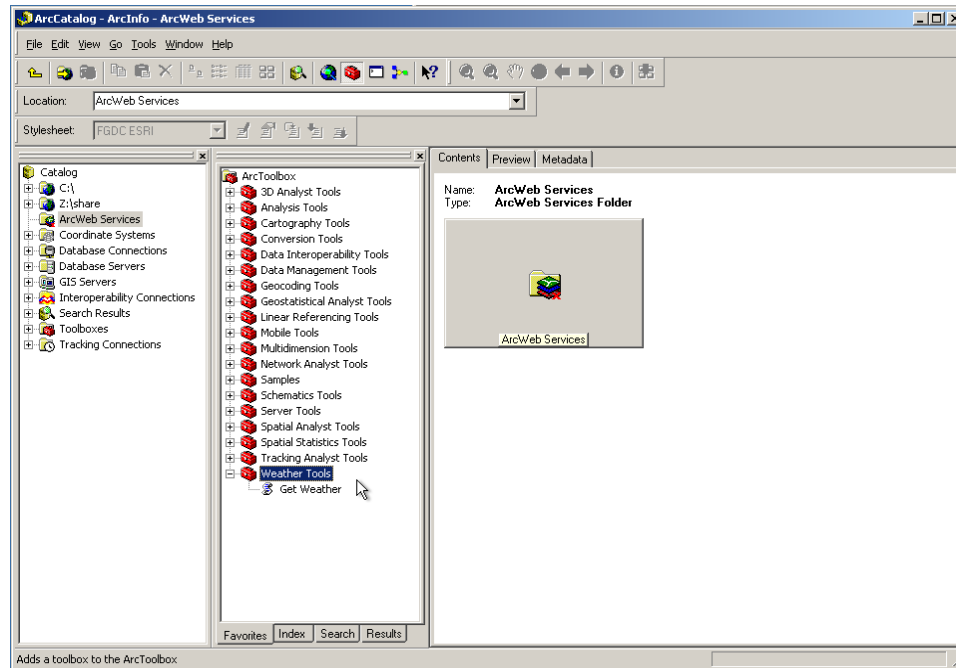 ArcCatalog - ArcInfo - ArcWeb Services
File Edit View Go Tools Window Help
Location: ArcWeb Services
Stylesheet: FGDC ESRI
Catalog
C:\
Z:\share
ArcWeb Services
Coordinate Systems
Database Connections
Database Servers
GIS Servers
Interoperability Connections
Search Results
Toolboxes
Tracking Connections
ArcToolbox
3D Analyst Tools
Analysis Tools
Cartography Tools
Conversion Tools
Data Interoperability Tools
Data Management Tools
Geocoding Tools
Geostatistical Analyst Tools
Linear Referencing Tools
Mobile Tools
Multidimension Tools
Network Analyst Tools
Samples
Schematics Tools
Server Tools
Spatial Analyst Tools
Spatial Statistics Tools
Tracking Analyst Tools
Weather Tools
Get Weather
Favorites Index Search Results
Contents Preview Metadata
Name: ArcWeb Services
Type: ArcWeb Services Folder
ArcWeb Services
Adds a toolbox to the ArcToolbox